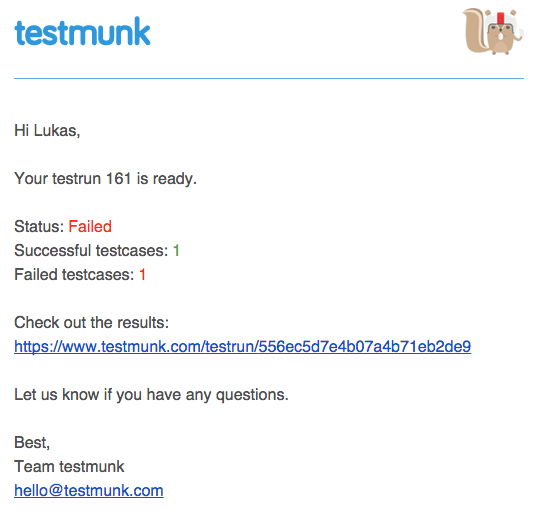 testmunk
Hi Lukas,
Your testrun 161 is ready.
Status: Failed
Successful testcases: 1
Failed testcases: 1
Check out the results:
https://www.testmunk.com/testrun/556ec5d7e4b07a4b71eb2de9
Let us know if you have any questions.
Best,
Team testmunk
hello@testmunk.com